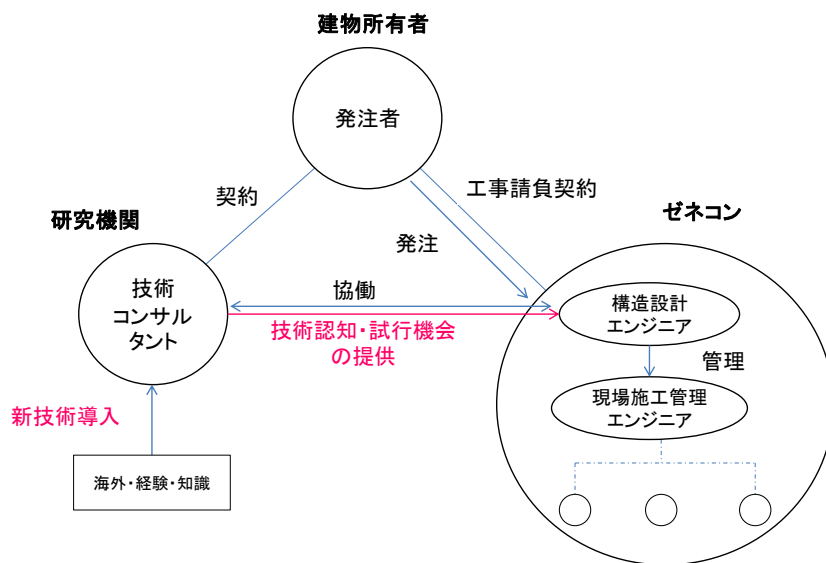 建物所有者
発注者
契約
工事請負契約
研究機関
ゼネコン
発注
技術
コンサル
タント
協働
構造設計
エンジニア
技術認知・試行機会
の提供
管理
現場施工管理
エンジニア
新技術導入
海外・経験・知識